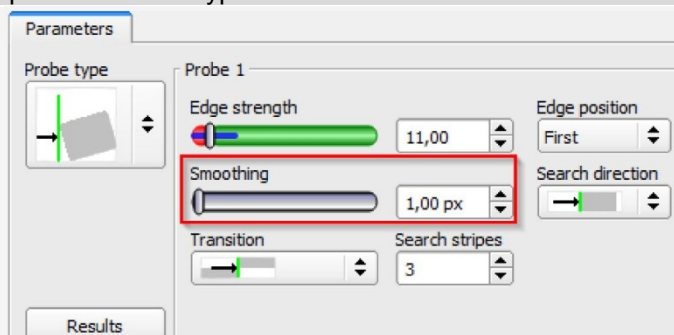 Parameters
Probe type
Probe 1
Edge strength
Edge position
11,00
First
Smoothing
Search direction
1,00 px
Transition
Search stripes
3
Results